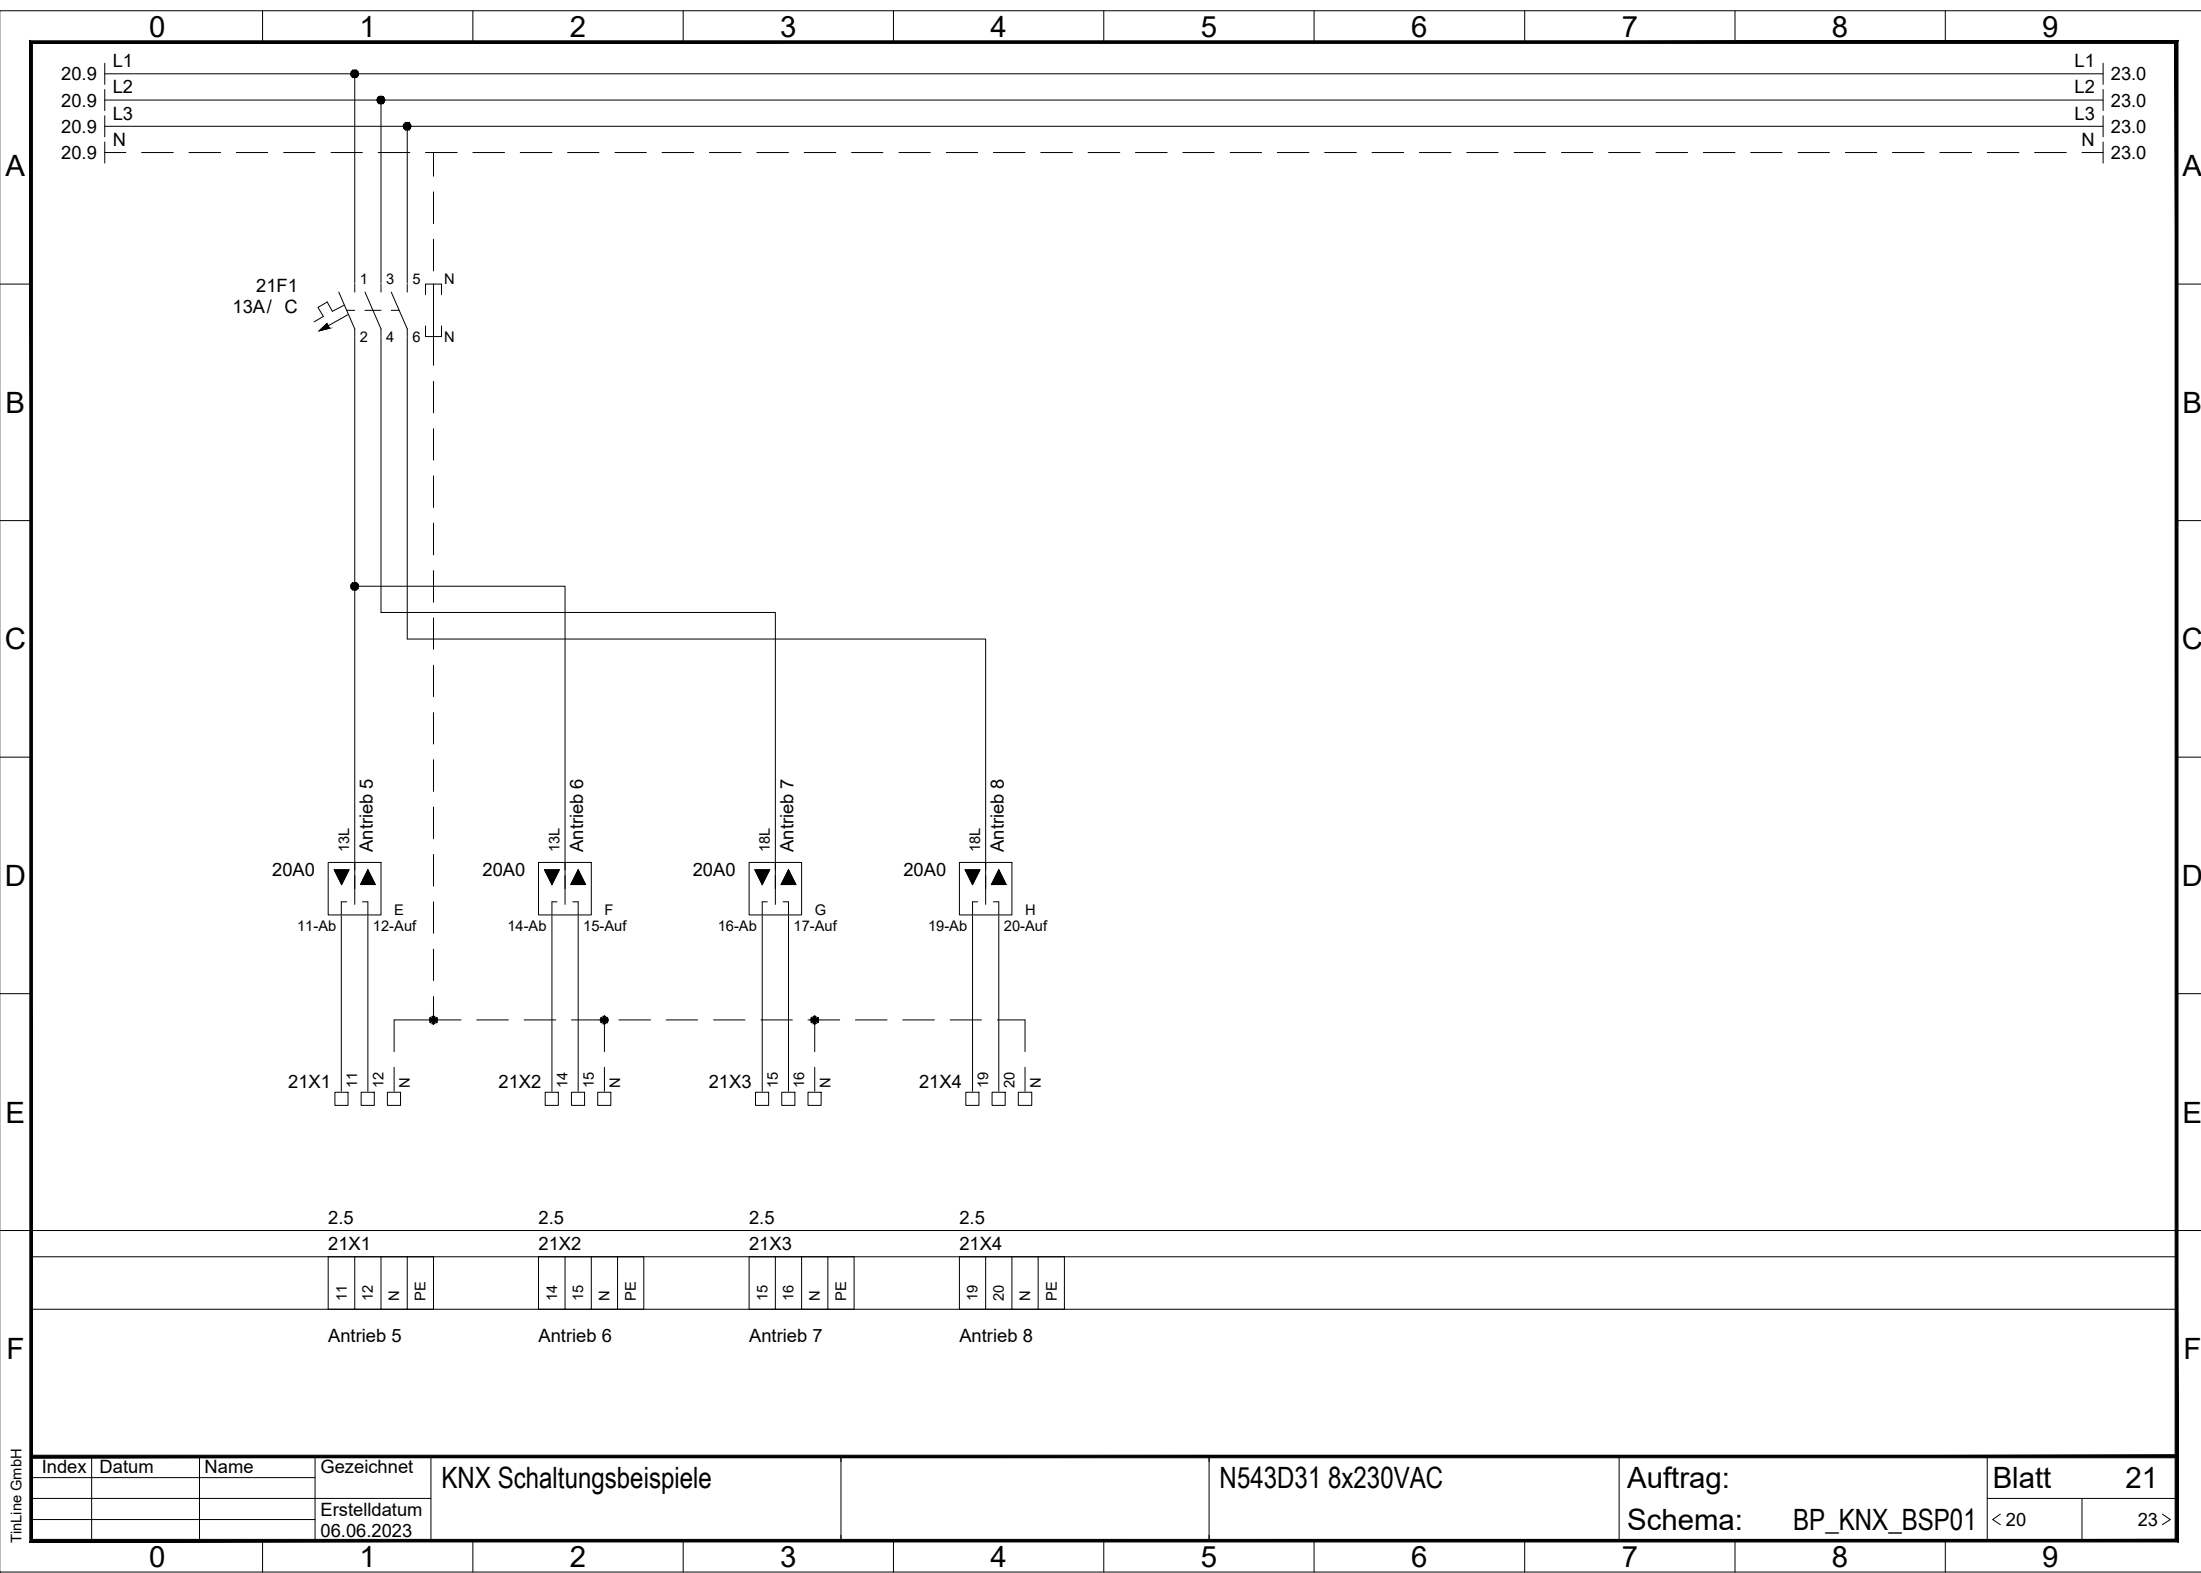 0 1 2 3 4 5 6 7 8 9
L1 L1
20.9 23.0
L2 L2
20.9 23.0
L3 L3
20.9 23.0
N N
20.9 23.0
A A
1 3 5 N
21F1
13A/ C
2 4 6 N
B B
C C
Antrieb 5 Antrieb 6 Antrieb 7 Antrieb 8
13L 13L 18L 18L
20A0 20A0 20A0 20A0
D D
E F G H
11-Ab 12-Auf 14-Ab 15-Auf 16-Ab 17-Auf 19-Ab 20-Auf
21X1 11 12 N 21X2 14 15 N 21X3 15 16 N 21X4 19 20 N
E E
2.5 2.5 2.5 2.5
21X1 21X2 21X3 21X4
11 12 N PE 14 15 N PE 15 16 N PE 19 20 N PE
Antrieb 5 Antrieb 6 Antrieb 7 Antrieb 8
F F
TinLine GmbH
Index Datum Name Gezeichnet KNX Schaltungsbeispiele N543D31 8x230VAC Auftrag: Blatt 21
Erstelldatum
06.06.2023 Schema: BP_KNX_BSP01 <20 23>
0 1 2 3 4 5 6 7 8 9